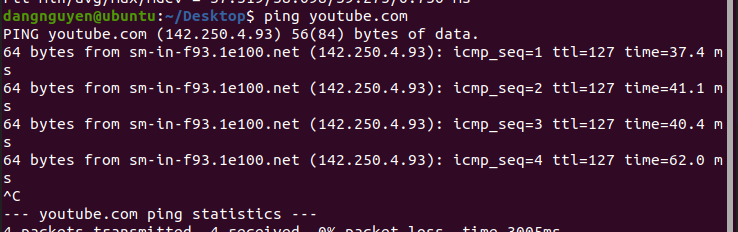 rtt min/avg/max/mdev = 37.519/38.098/39.275/0.730 ms
dangnguyen@ubuntu:~/Desktop$ ping youtube.com
PING youtube.com (142.250.4.93) 56(84) bytes of data.
64 bytes from sm-in-f93.1e100.net (142.250.4.93): icmp_seq=1 ttl=127 time=37.4 m
s
64 bytes from sm-in-f93.1e100.net (142.250.4.93): icmp_seq=2 ttl=127 time=41.1 m
s
64 bytes from sm-in-f93.1e100.net (142.250.4.93): icmp_seq=3 ttl=127 time=40.4 m
s
64 bytes from sm-in-f93.1e100.net (142.250.4.93): icmp_seq=4 ttl=127 time=62.0 m
s
^C
--- youtube.com ping statistics ---
4 packets transmitted, 4 received, 0% packet loss, time 3005ms